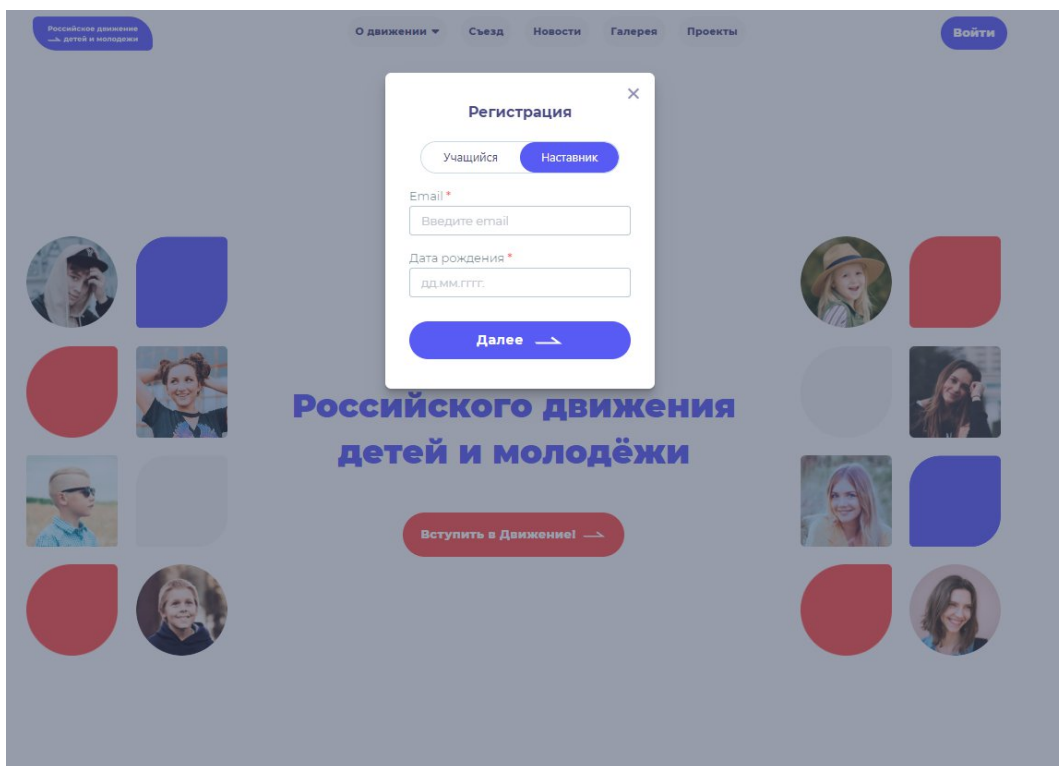 Российское движение
детей и молодежи
О движении
Съезд
Новости
Галерея
Проекты
Войти
Регистрация
Учащийся
Наставник
Email *
Введите email
Дата рождения *
дд.мм.гггг.
Далее
Российского движения
детей и молодёжи
Вступить в Движение!